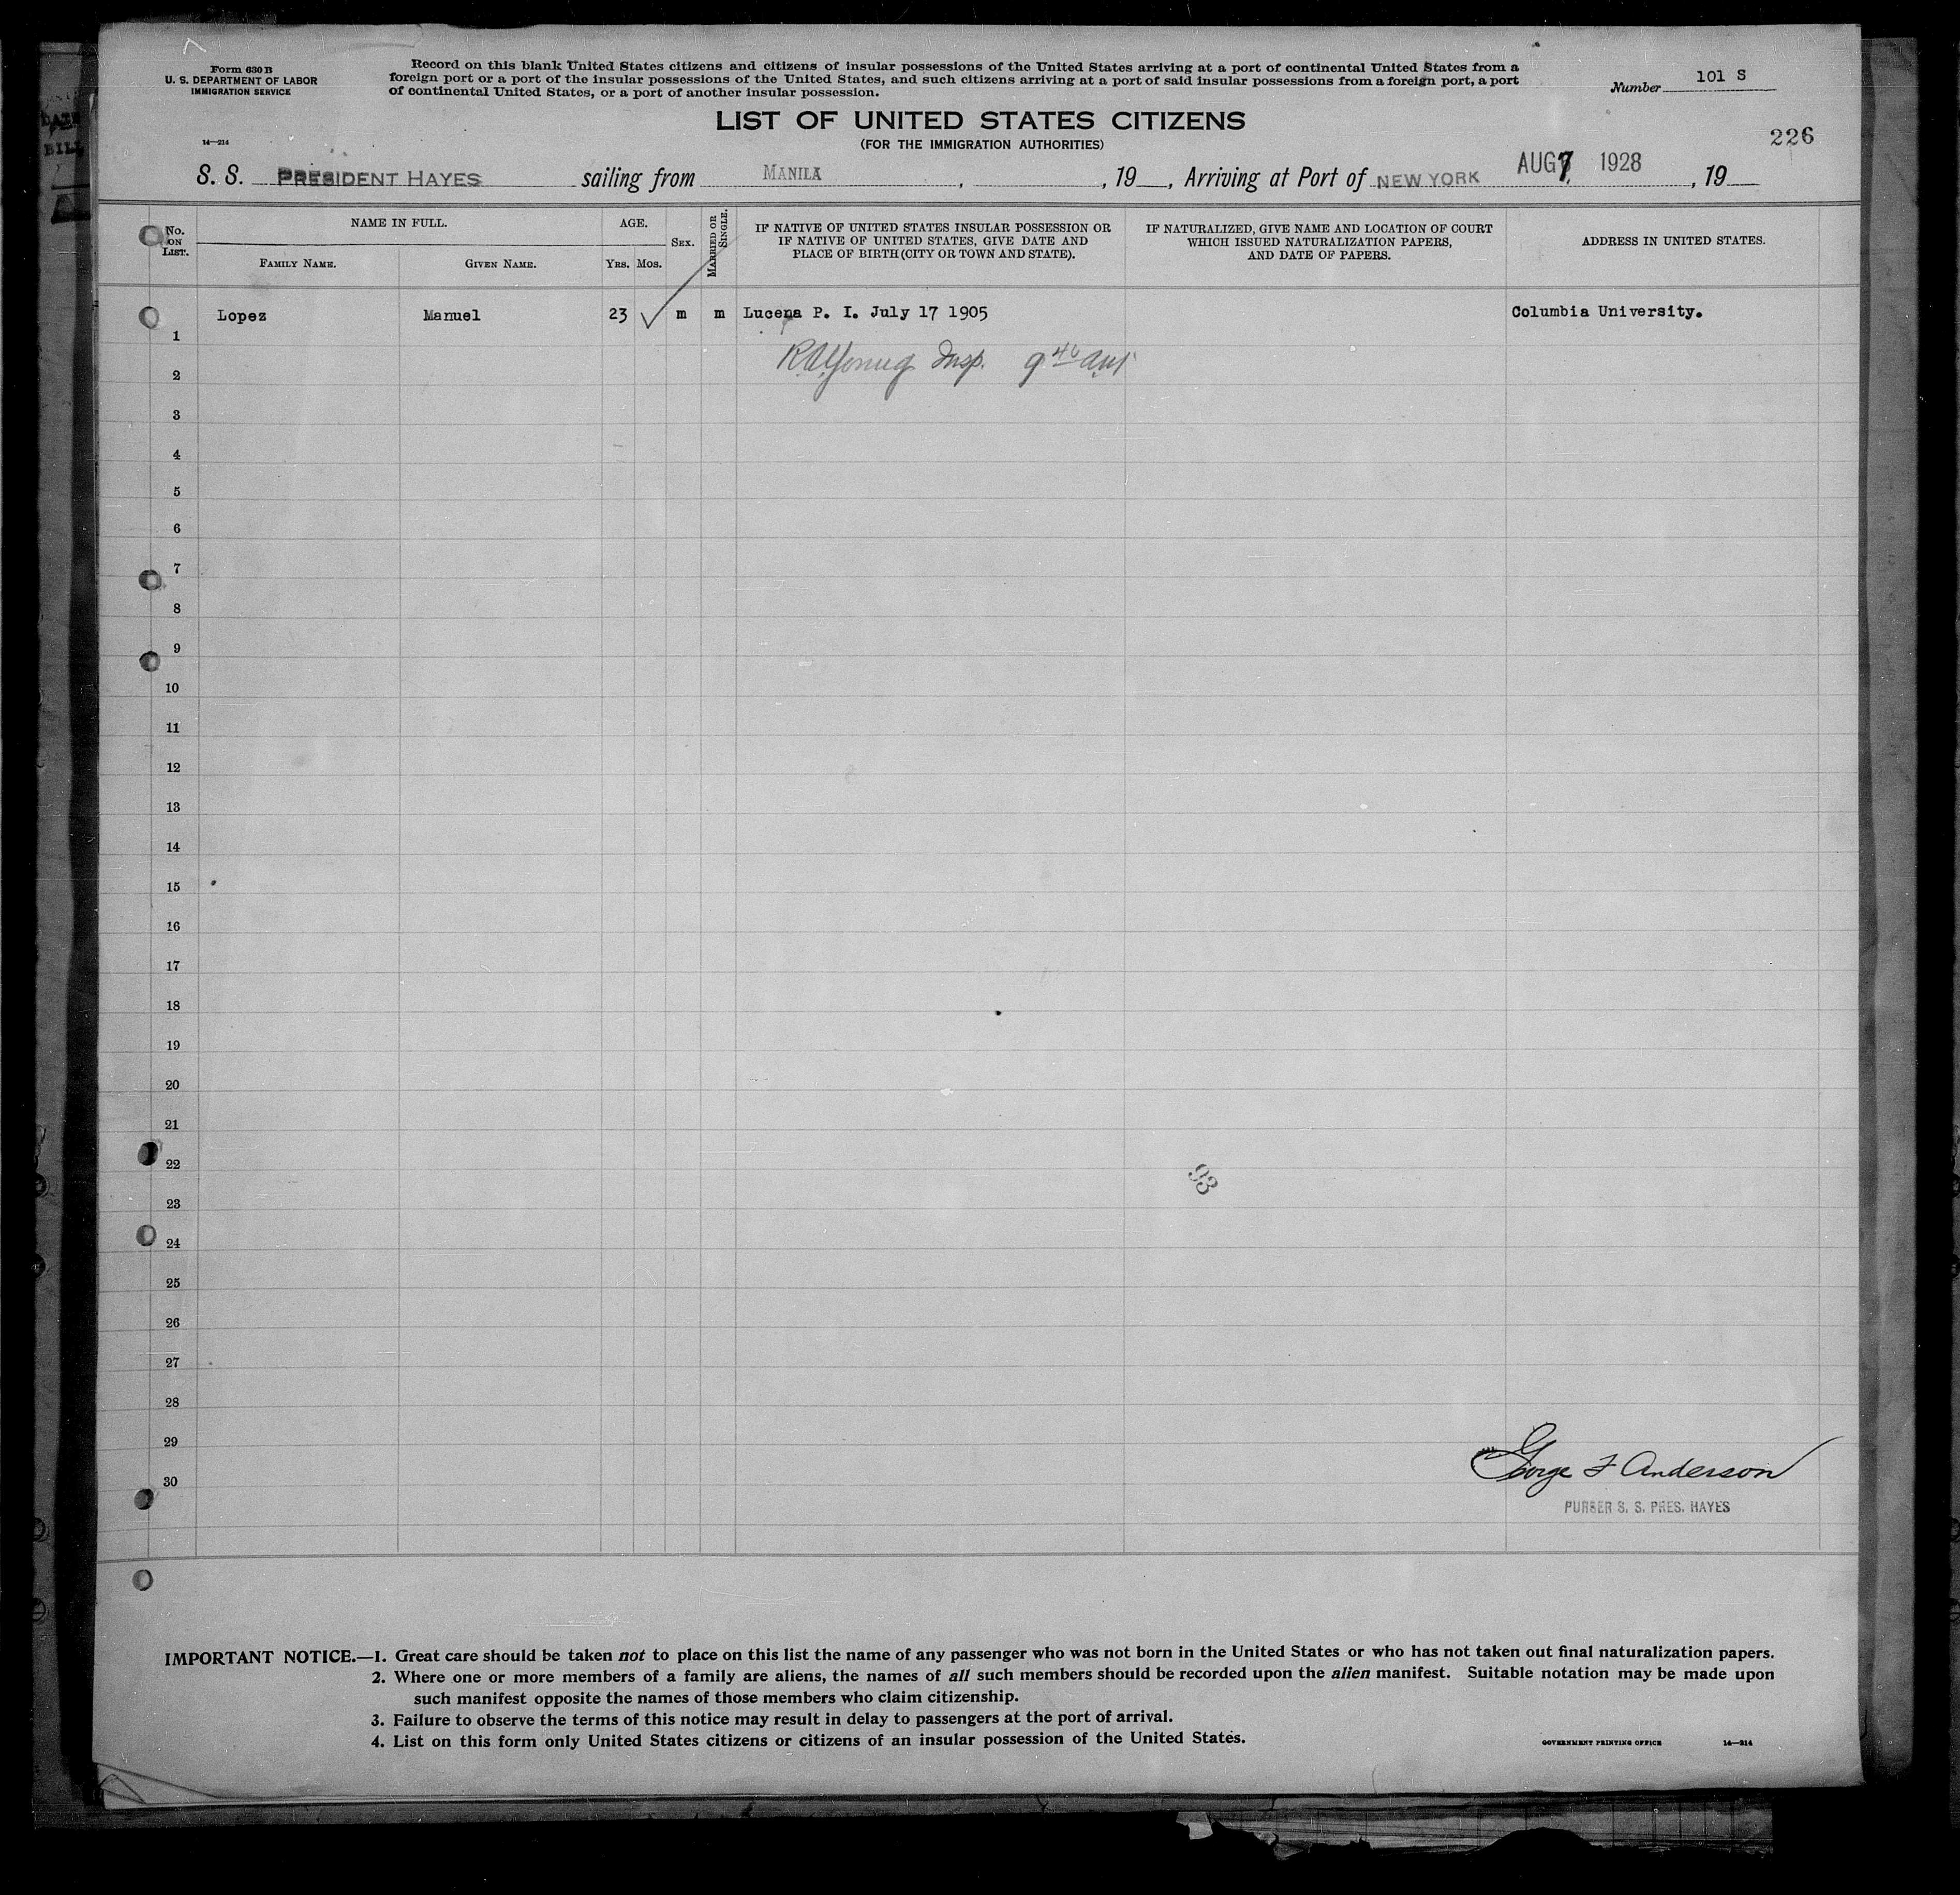 Form 630 B
U. S. DEPARTMENT OF LABOR
IMMIGRATION SERVICE
14—214
Record on this blank United States citizens and citizens of insular possessions of the United States arriving at a port of continental United States from a
foreign port or a port of the insular possessions of the United States, and such citizens arriving at a port of said insular possessions from a foreign port, a port
of continental United States, or a port of another insular possession.
Number 101 S
LIST OF UNITED STATES CITIZENS
(FOR THE IMMIGRATION AUTHORITIES)
226
S. S. PRESIDENT HAYES sailing from MANILA , , 19 , Arriving at Port of NEW YORK AUG 7 1928 , 19
No. ON LIST.
NAME IN FULL.
FAMILY NAME.
GIVEN NAME.
AGE.
YRS. MOS.
SEX.
MARRIED OR SINGLE.
IF NATIVE OF UNITED STATES INSULAR POSSESSION OR
IF NATIVE OF UNITED STATES, GIVE DATE AND
PLACE OF BIRTH (CITY OR TOWN AND STATE).
IF NATURALIZED, GIVE NAME AND LOCATION OF COURT
WHICH ISSUED NATURALIZATION PAPERS,
AND DATE OF PAPERS.
ADDRESS IN UNITED STATES.
1 Lopez Manuel 23 m m Lucena P. I. July 17 1905 Columbia University.
2 Young Insp. 9 40 am
3
4
5
6
7
8
9
10
11
12
13
14
15
16
17
18
19
20
21
22
93
23
24
25
26
27
28
29
30
George F Anderson
PURSER S. S. PRES. HAYES
IMPORTANT NOTICE.—1. Great care should be taken not to place on this list the name of any passenger who was not born in the United States or who has not taken out final naturalization papers.
2. Where one or more members of a family are aliens, the names of all such members should be recorded upon the alien manifest. Suitable notation may be made upon
such manifest opposite the names of those members who claim citizenship.
3. Failure to observe the terms of this notice may result in delay to passengers at the port of arrival.
4. List on this form only United States citizens or citizens of an insular possession of the United States.
GOVERNMENT PRINTING OFFICE 14—214